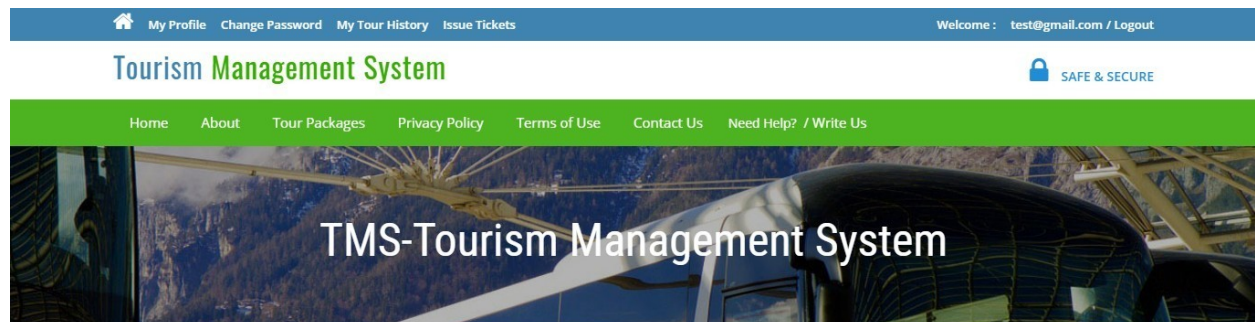 My Profile Change Password My Tour History Issue Tickets Welcome : test@gmail.com / Logout
Tourism Management System SAFE & SECURE
Home About Tour Packages Privacy Policy Terms of Use Contact Us Need Help? / Write Us
TMS-Tourism Management System